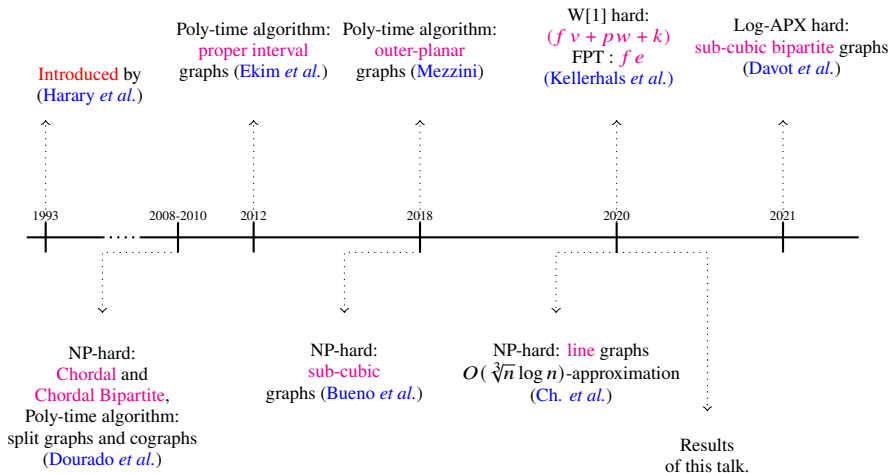 Introduced by
(Harary et al.)
Poly-time algorithm:
proper interval
graphs (Ekim et al.)
Poly-time algorithm:
outer-planar
graphs (Mezzini)
W[1] hard:
(f v + p w + k)
FPT : f e
(Kellerhals et al.)
Log-APX hard:
sub-cubic bipartite graphs
(Davot et al.)
1993
2008-2010
2012
2018
2020
2021
NP-hard:
Chordal and
Chordal Bipartite,
Poly-time algorithm:
split graphs and cographs
(Dourado et al.)
NP-hard:
sub-cubic
graphs (Bueno et al.)
NP-hard: line graphs
O(∛n log n)-approximation
(Ch. et al.)
Results
of this talk.